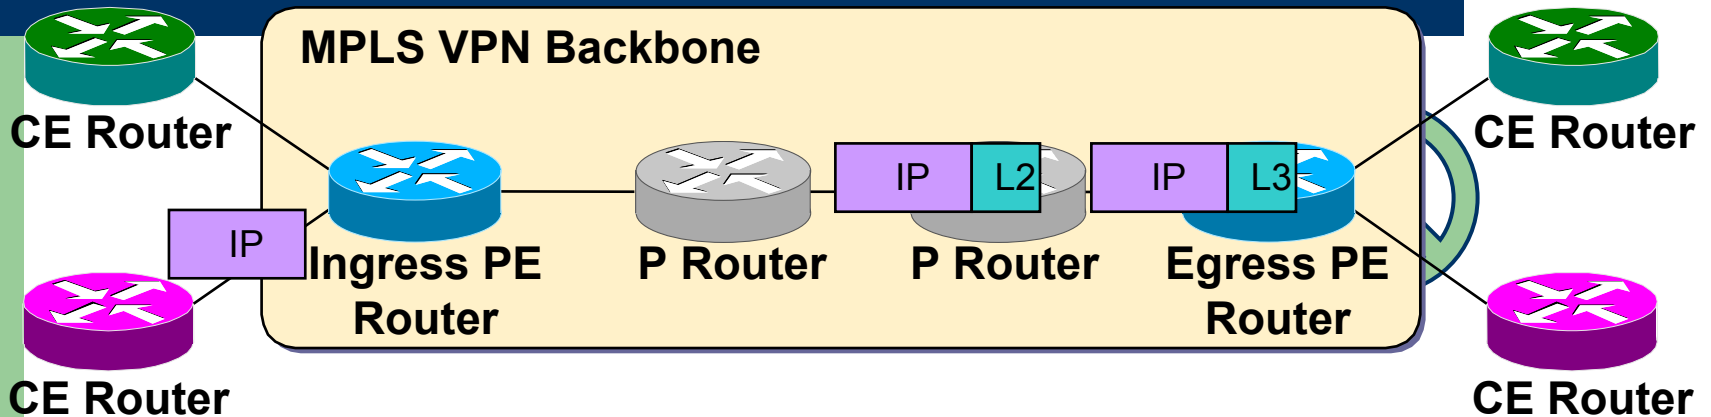 MPLS VPN Backbone
CE Router
CE Router
IP
L2
IP
L3
IP
Ingress PE
Router
P Router
P Router
Egress PE
Router
CE Router
CE Router